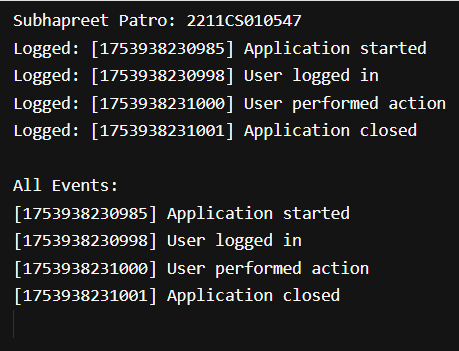 Subhapreet Patro: 2211CS010547
Logged: [1753938230985] Application started
Logged: [1753938230998] User logged in
Logged: [1753938231000] User performed action
Logged: [1753938231001] Application closed
All Events:
[1753938230985] Application started
[1753938230998] User logged in
[1753938231000] User performed action
[1753938231001] Application closed